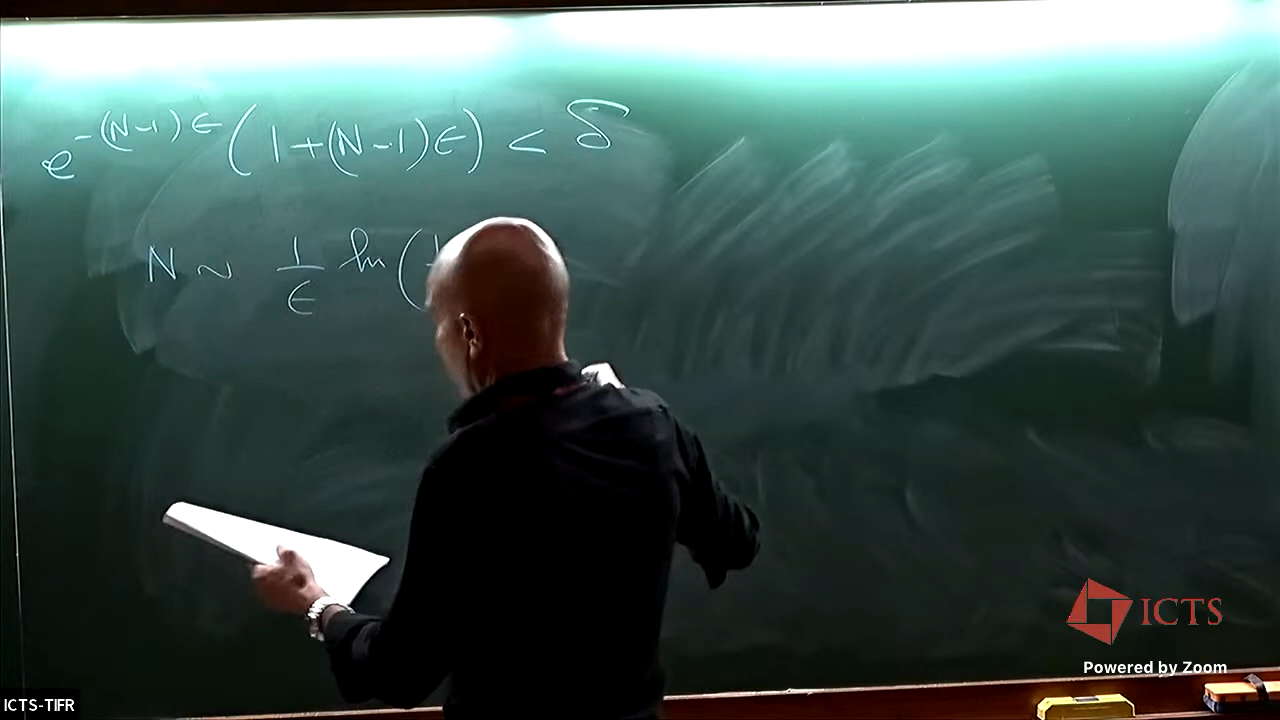 e^{-(N-1)ϵ} (1+(N-1)ϵ) < δ
N ~ 1/ϵ ln(
ICTS
Powered by Zoom
ICTS-TIFR